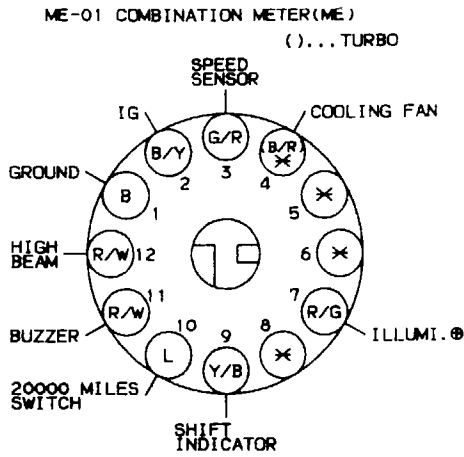 ME-01 COMBINATION METER(ME)
()...TURBO
SPEED
SENSOR
IG
COOLING FAN
G/R
B/Y
(B/R)
3
2
4
GROUND
B
1
5
HIGH
BEAM
R/W
12
6
11
7
R/W
R/G
BUZZER
10
9
8
ILLUMI.⊕
L
Y/B
20000 MILES
SWITCH
SHIFT
INDICATOR